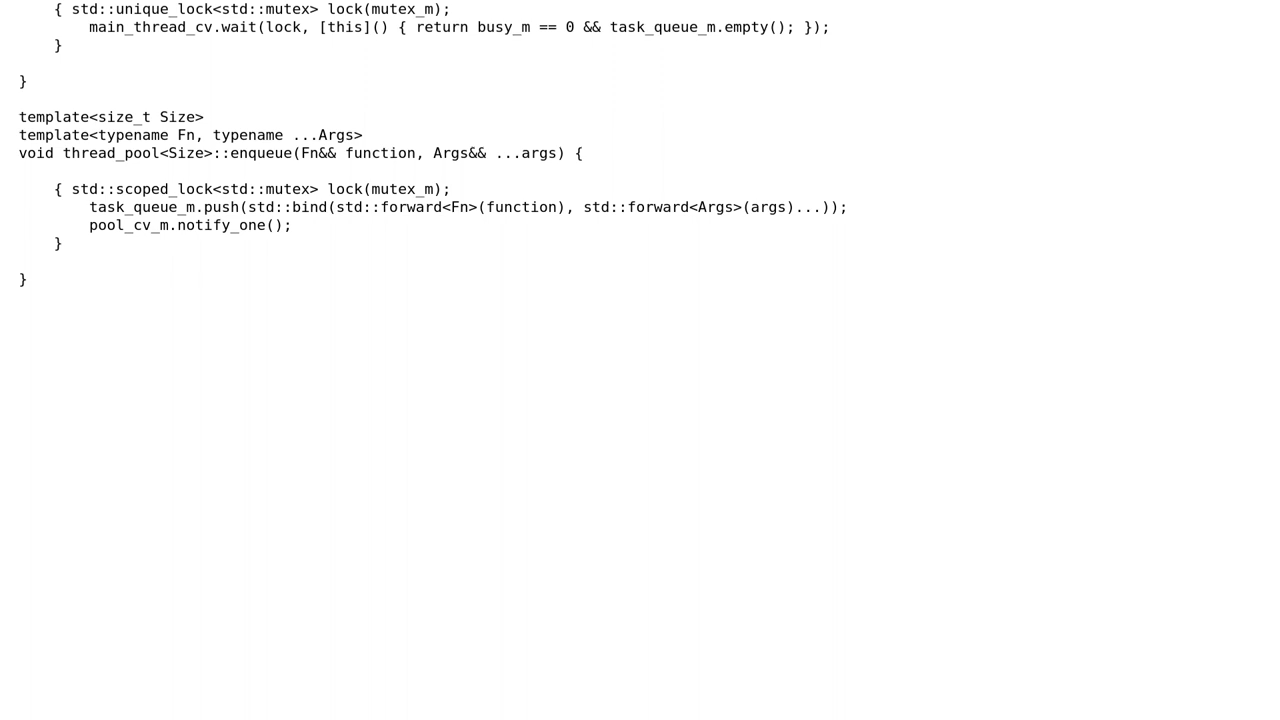 { std::unique_lock<std::mutex> lock(mutex_m);
        main_thread_cv.wait(lock, [this]() { return busy_m == 0 && task_queue_m.empty(); });
    }

}

template<size_t Size>
template<typename Fn, typename ...Args>
void thread_pool<Size>::enqueue(Fn&& function, Args&& ...args) {

    { std::scoped_lock<std::mutex> lock(mutex_m);
        task_queue_m.push(std::bind(std::forward<Fn>(function), std::forward<Args>(args)...));
        pool_cv_m.notify_one();
    }

}